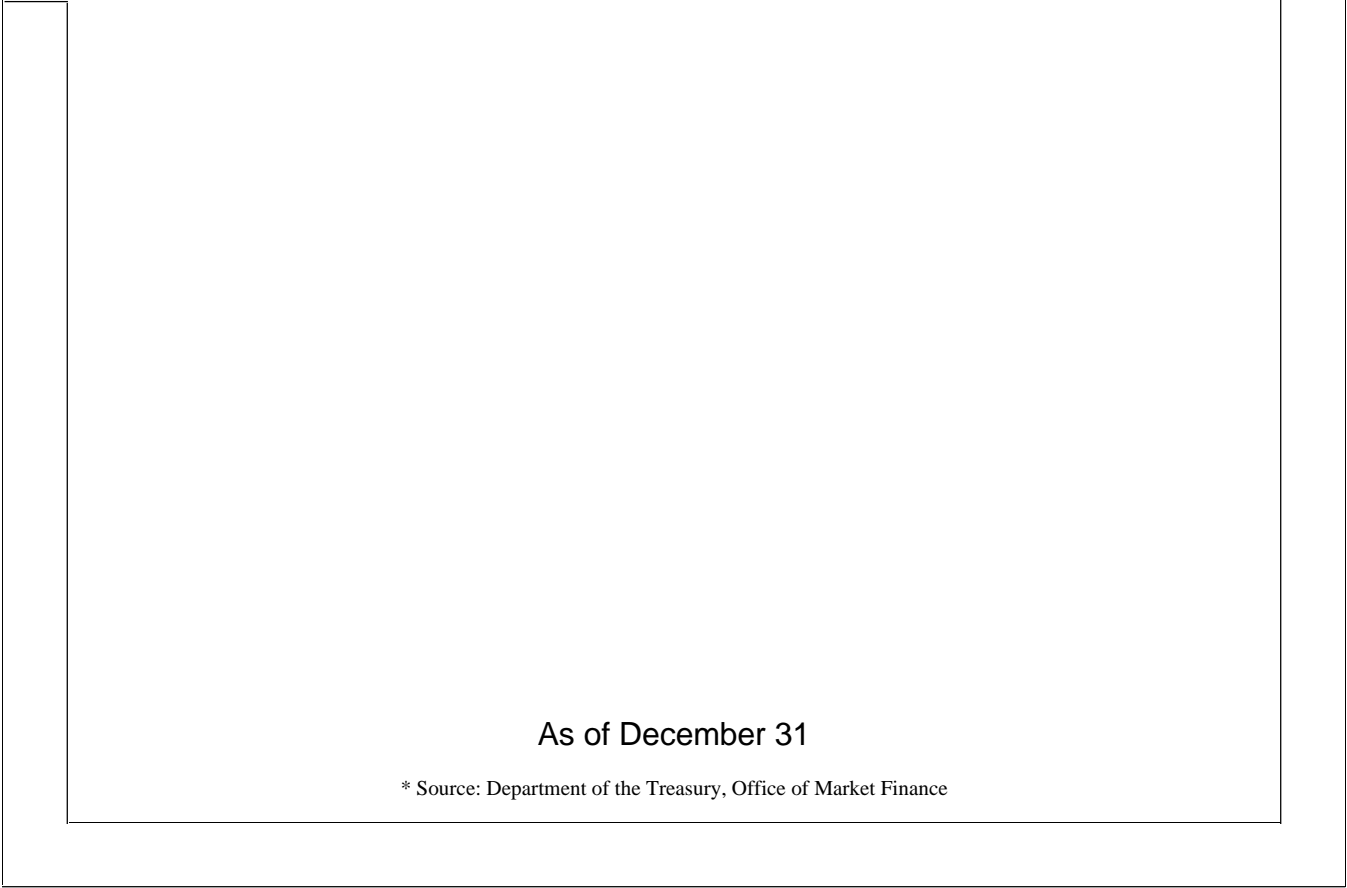 As of December 31
* Source: Department of the Treasury, Office of Market Finance